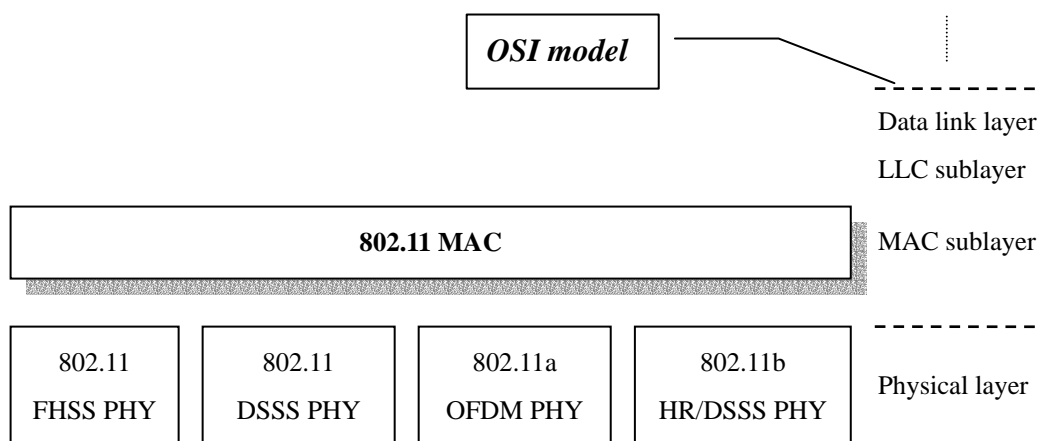 OSI model
Data link layer
LLC sublayer
802.11 MAC
MAC sublayer
802.11
FHSS PHY
802.11
DSSS PHY
802.11a
OFDM PHY
802.11b
HR/DSSS PHY
Physical layer